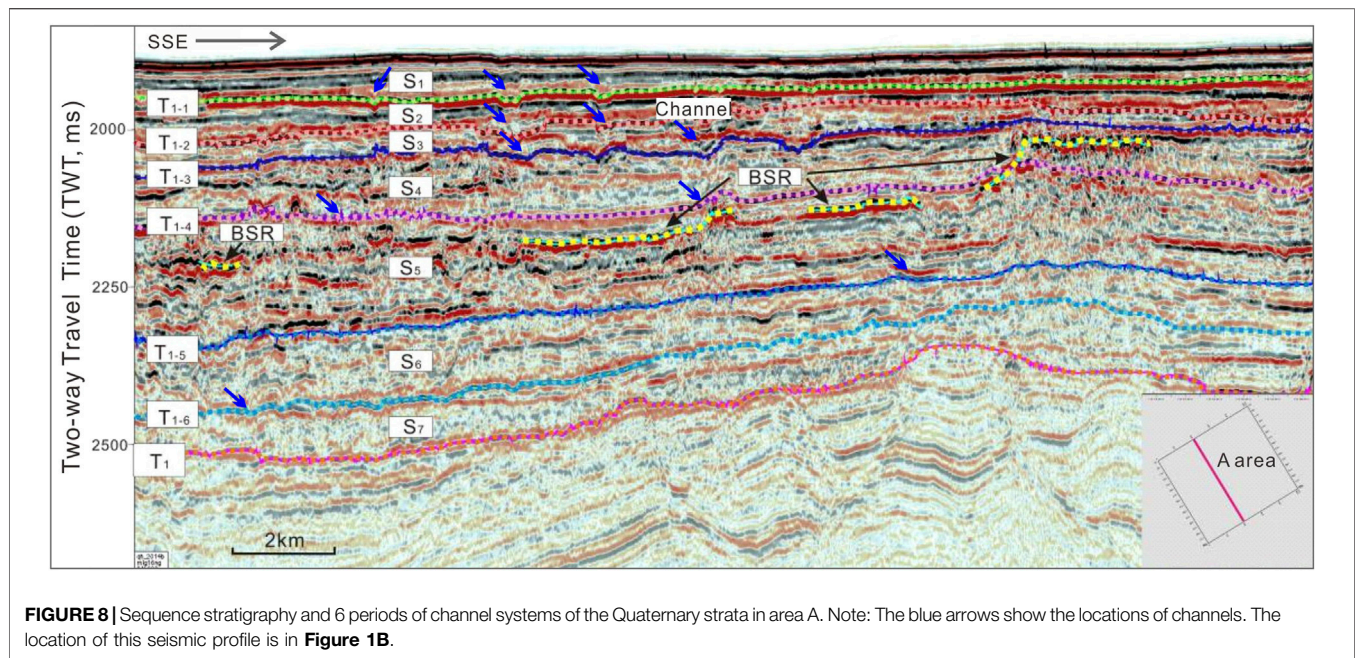 SSE
S1
T1-1
S2
Channel
2000
T1-2
S3
T1-3
S4
BSR
T1-4
BSR
S5
2250
T1-5
S6
T1-6
S7
2500
T1
A area
2km
Two-way Travel Time (TWT, ms)
FIGURE 8 | Sequence stratigraphy and 6 periods of channel systems of the Quaternary strata in area A. Note: The blue arrows show the locations of channels. The
location of this seismic profile is in Figure 1B.